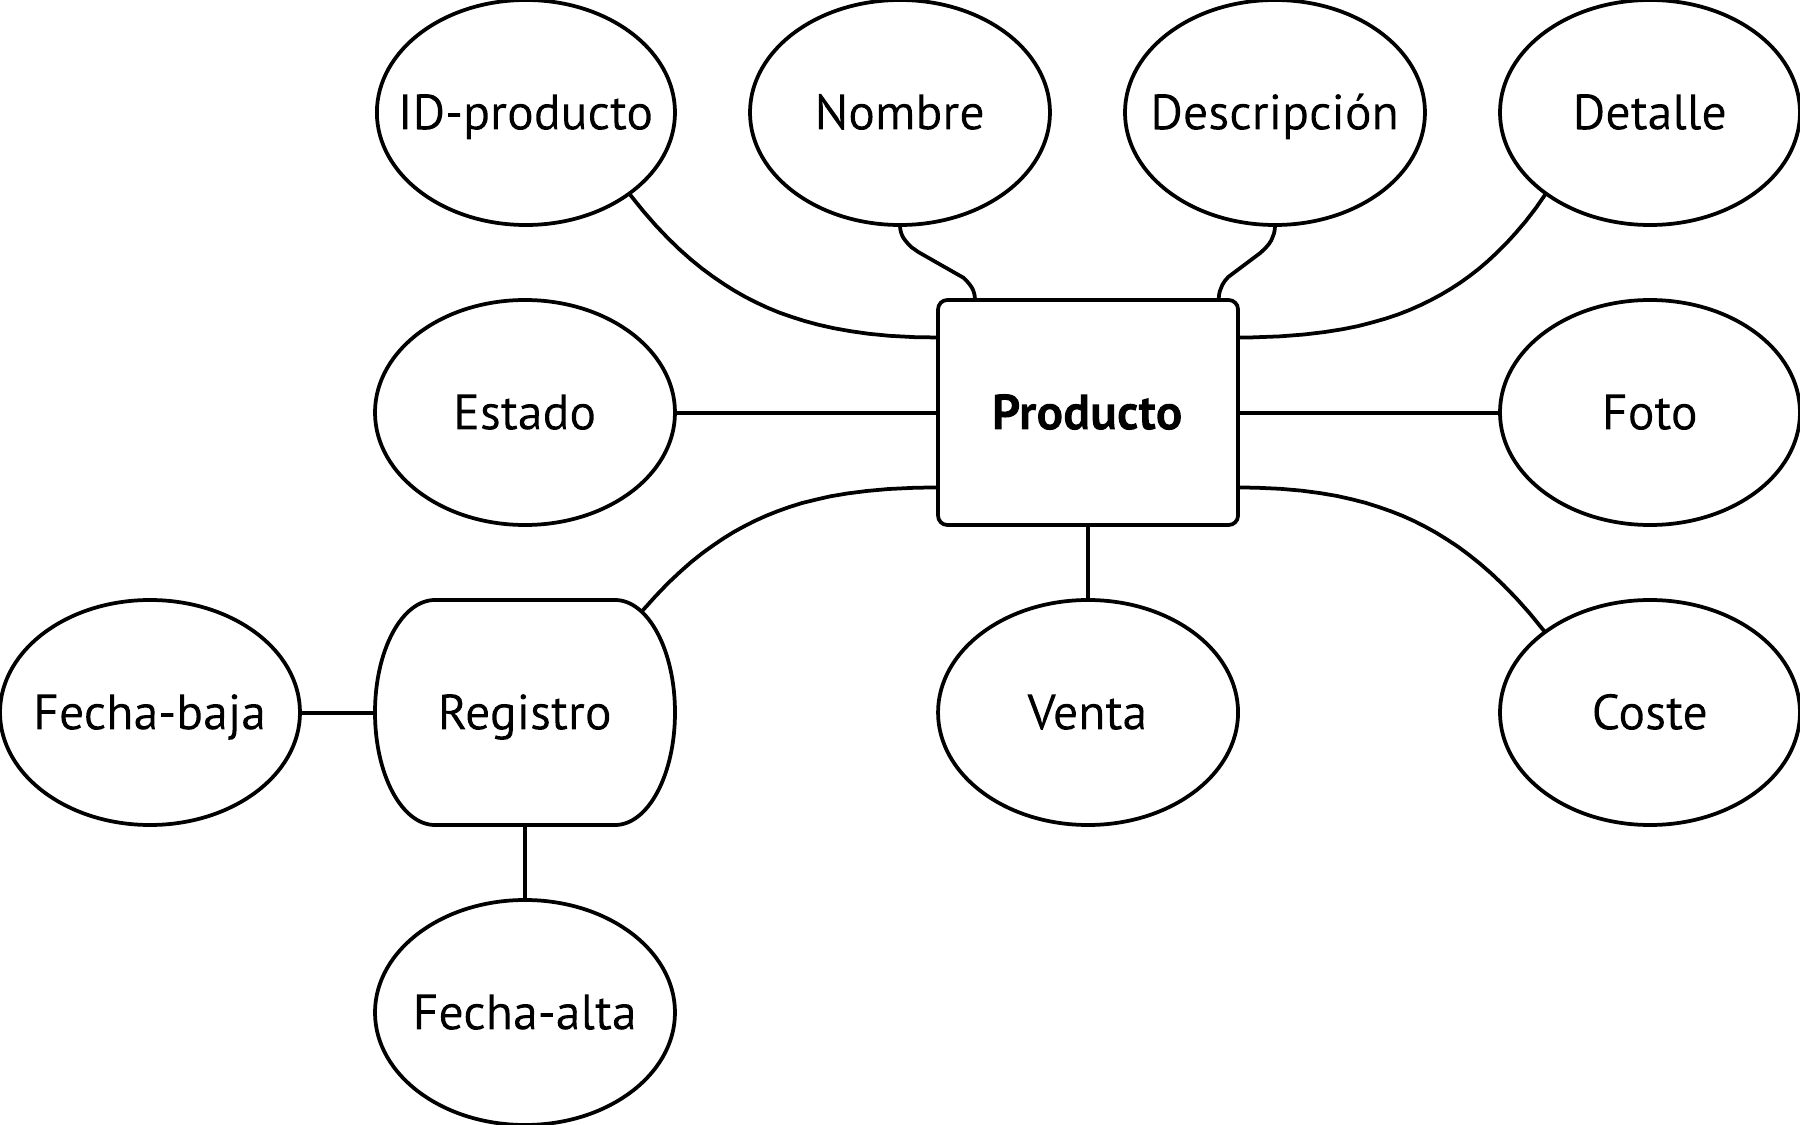 ID-producto
Nombre
Descripción
Detalle
Estado
Producto
Foto
Fecha-baja
Registro
Venta
Coste
Fecha-alta